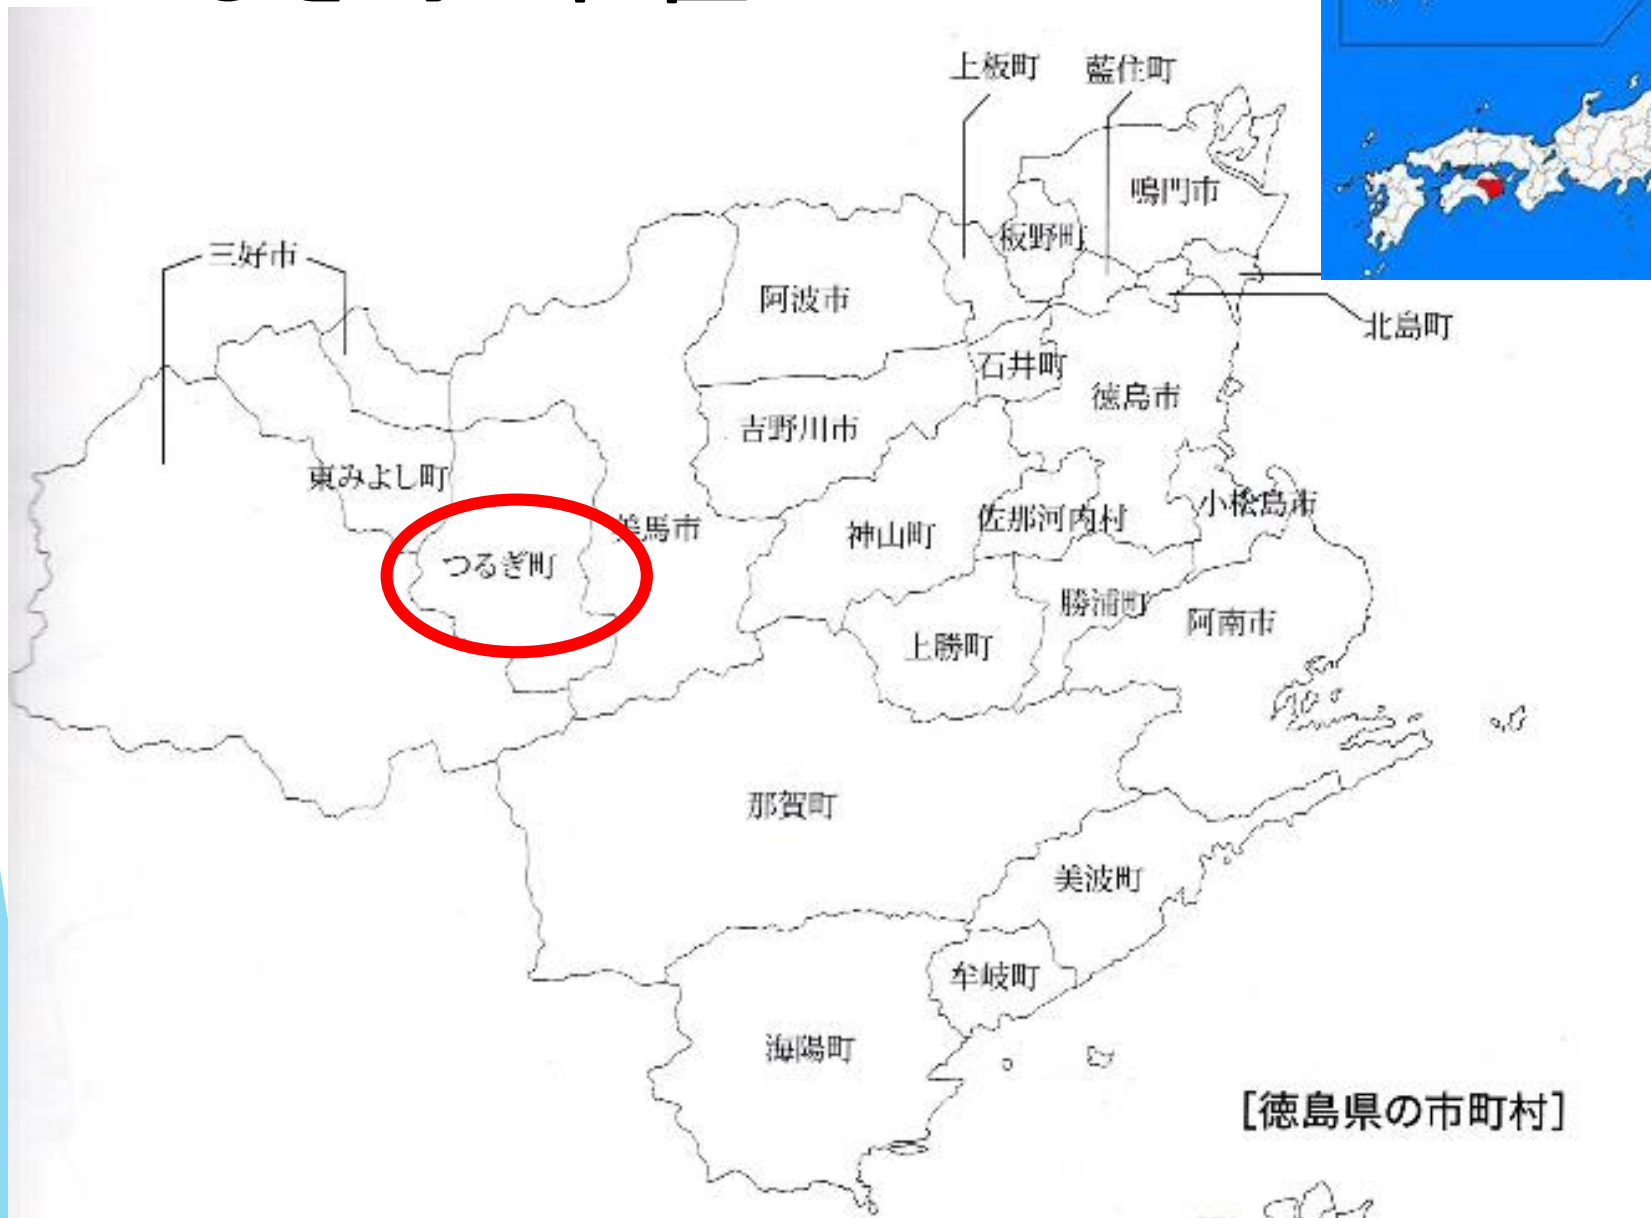 上板町
藍住町
鳴門市
板野町
三好市
阿波市
北島町
石井町
徳島市
吉野川市
東みよし町
小松島市
佐那河内村
美馬市
神山町
つるぎ町
勝浦町
阿南市
上勝町
那賀町
美波町
牟岐町
海陽町
[徳島県の市町村]